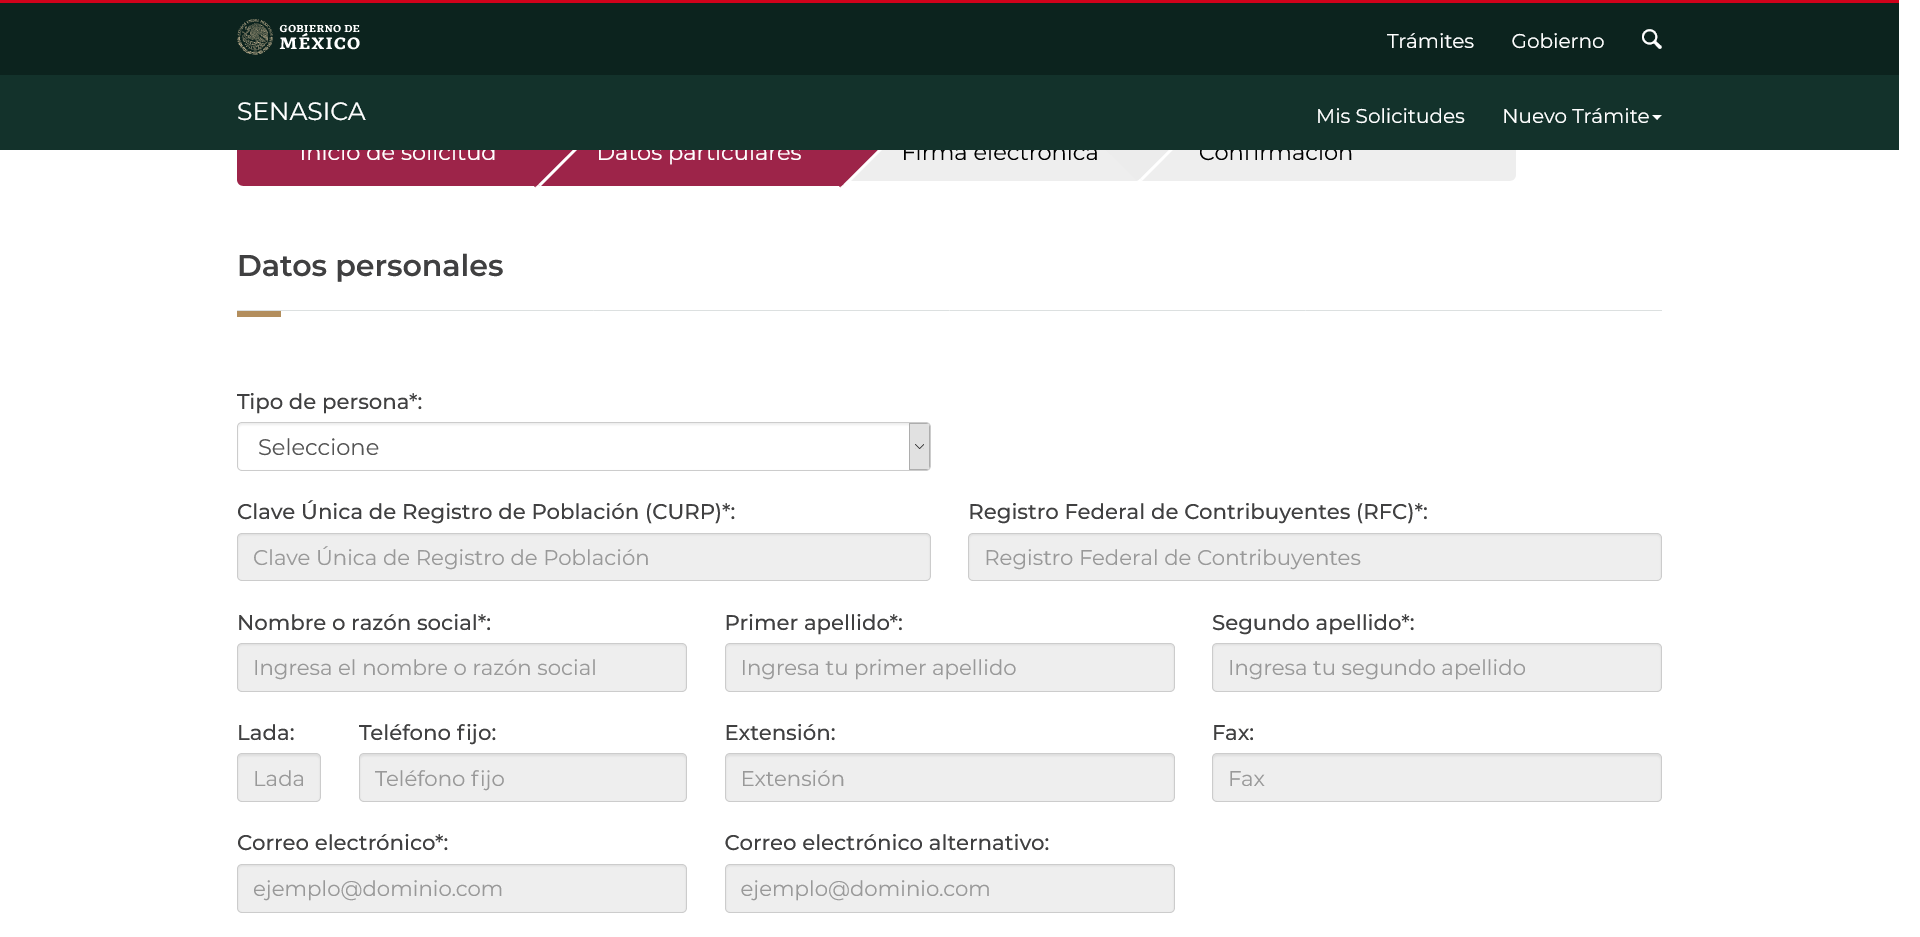 GOBIERNO DE
MÉXICO
Trámites
Gobierno
SENASICA
Mis Solicitudes
Nuevo Trámite
Inicio de solicitud
Datos particulares
Firma electrónica
Confirmación
Datos personales
Tipo de persona*:
Seleccione
Clave Única de Registro de Población (CURP)*:
Registro Federal de Contribuyentes (RFC)*:
Clave Única de Registro de Población
Registro Federal de Contribuyentes
Nombre o razón social*:
Primer apellido*:
Segundo apellido*:
Ingresa el nombre o razón social
Ingresa tu primer apellido
Ingresa tu segundo apellido
Lada:
Teléfono fijo:
Extensión:
Fax:
Lada
Teléfono fijo
Extensión
Fax
Correo electrónico*:
Correo electrónico alternativo:
ejemplo@dominio.com
ejemplo@dominio.com